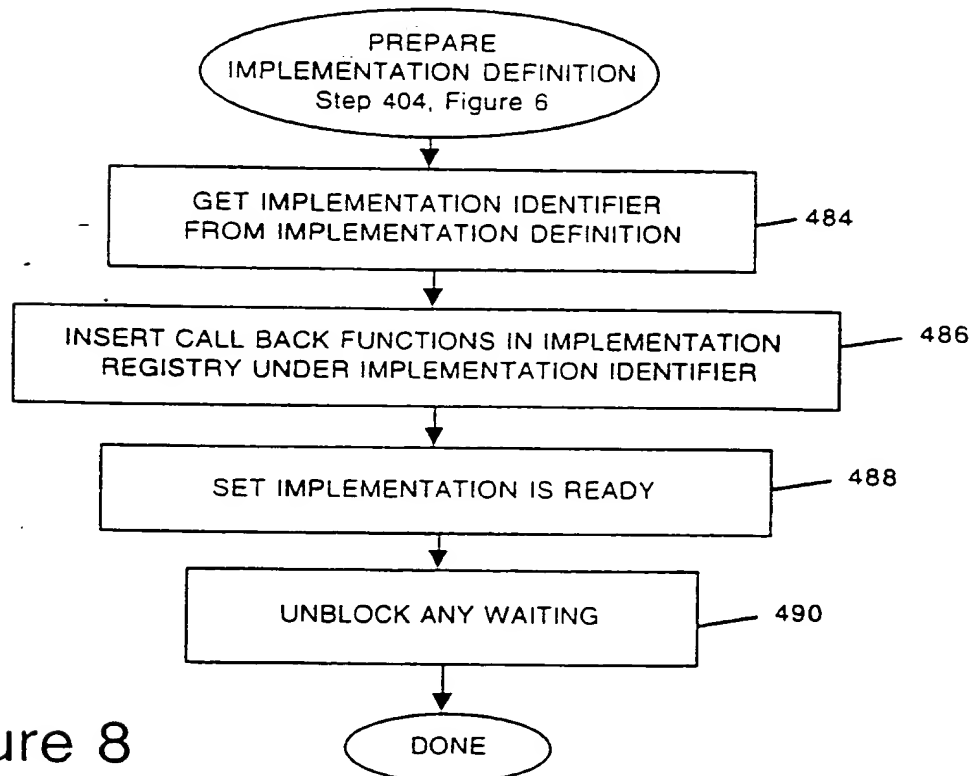 PREPARE
IMPLEMENTATION DEFINITION
Step 404, Figure 6
GET IMPLEMENTATION IDENTIFIER
FROM IMPLEMENTATION DEFINITION
484
INSERT CALL BACK FUNCTIONS IN IMPLEMENTATION
REGISTRY UNDER IMPLEMENTATION IDENTIFIER
486
SET IMPLEMENTATION IS READY
488
UNBLOCK ANY WAITING
490
ure 8
DONE